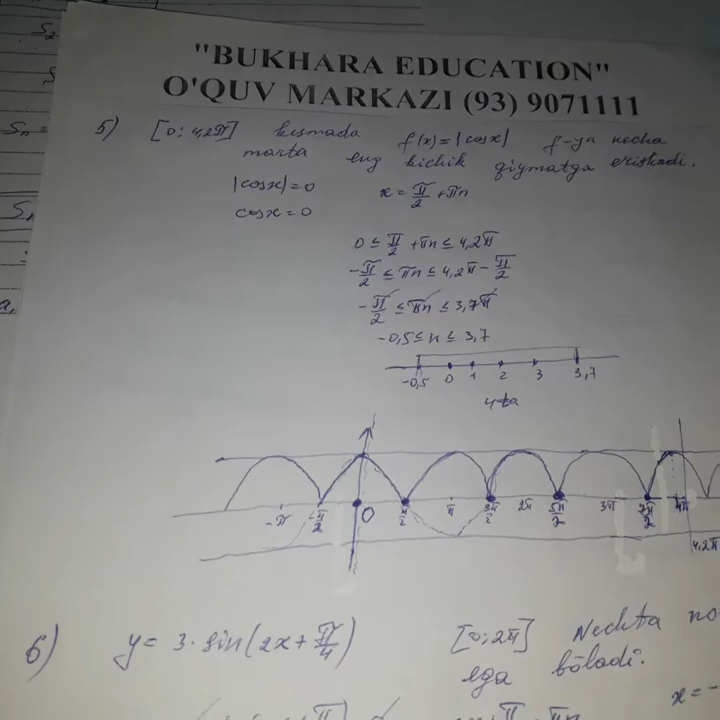 "BUKHARA EDUCATION"
O'QUV MARKAZI (93) 9071111
5) [0; 4,2π] kesmada f(x)=|cosx| f-ya necha
marta eng kichik qiymatga erishadi.
|cosx|=0 x=π/2+πn
cosx=0
0≤π/2+πn≤4,2π
-π/2≤πn≤4,2π-π/2
-π/2≤πn≤3,7π
-0,5≤n≤3,7
-0,5 0 1 2 3 3,7
4ta
-π -π/2 O π/2 π 3π/2 2π 5π/2 3π 7π/2 4π
4,2π
6) y=3·sin(2x+π/4) [0;2π] Nechta no
ega bo'ladi.
x=-
S2
Sn=